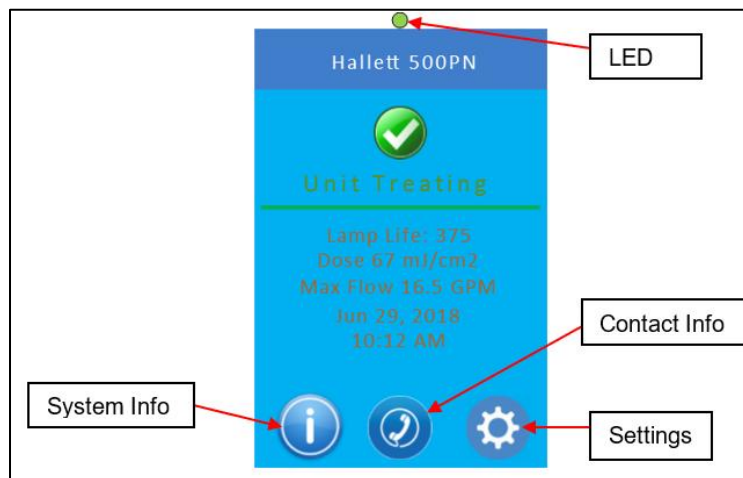 LED
Hallett 500PN
Unit Treating
Lamp Life: 375
Dose 67 mJ/cm2
Max Flow 16.5 GPM
Jun 29, 2018
10:12 AM
Contact Info
System Info
Settings